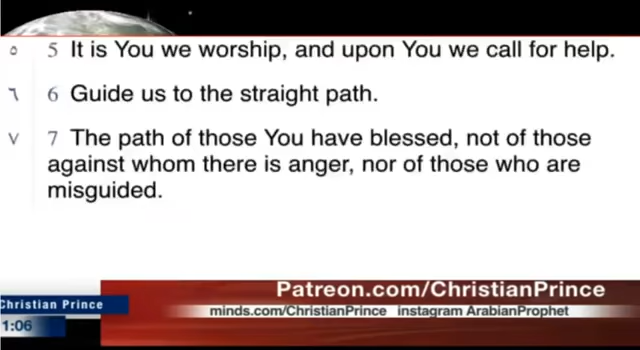 ٥ 5 It is You we worship, and upon You we call for help.
٦ 6 Guide us to the straight path.
٧ 7 The path of those You have blessed, not of those
against whom there is anger, nor of those who are
misguided.
Patreon.com/ChristianPrince
Christian Prince
minds.com/ChristianPrince instagram ArabianProphet
1:06